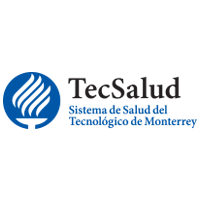 TecSalud
Sistema de Salud del
Tecnológico de Monterrey